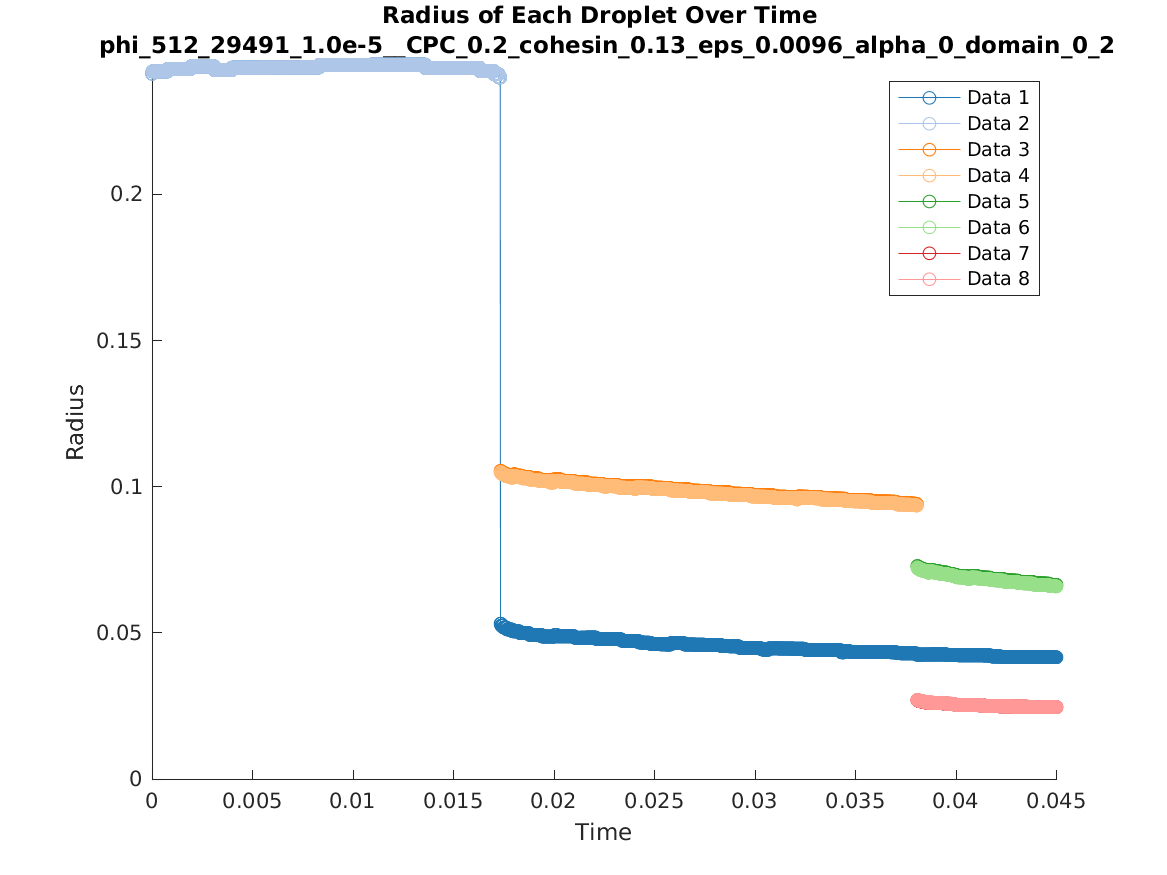 Radius of Each Droplet Over Time
phi_512_29491_1.0e-5__CPC_0.2_cohesin_0.13_eps_0.0096_alpha_0_domain_0_2
Data 1
Data 2
Data 3
Data 4
Data 5
Data 6
Data 7
Data 8
0.2
0.15
0.1
0.05
0
Radius
0 0.005 0.01 0.015 0.02 0.025 0.03 0.035 0.04 0.045
Time